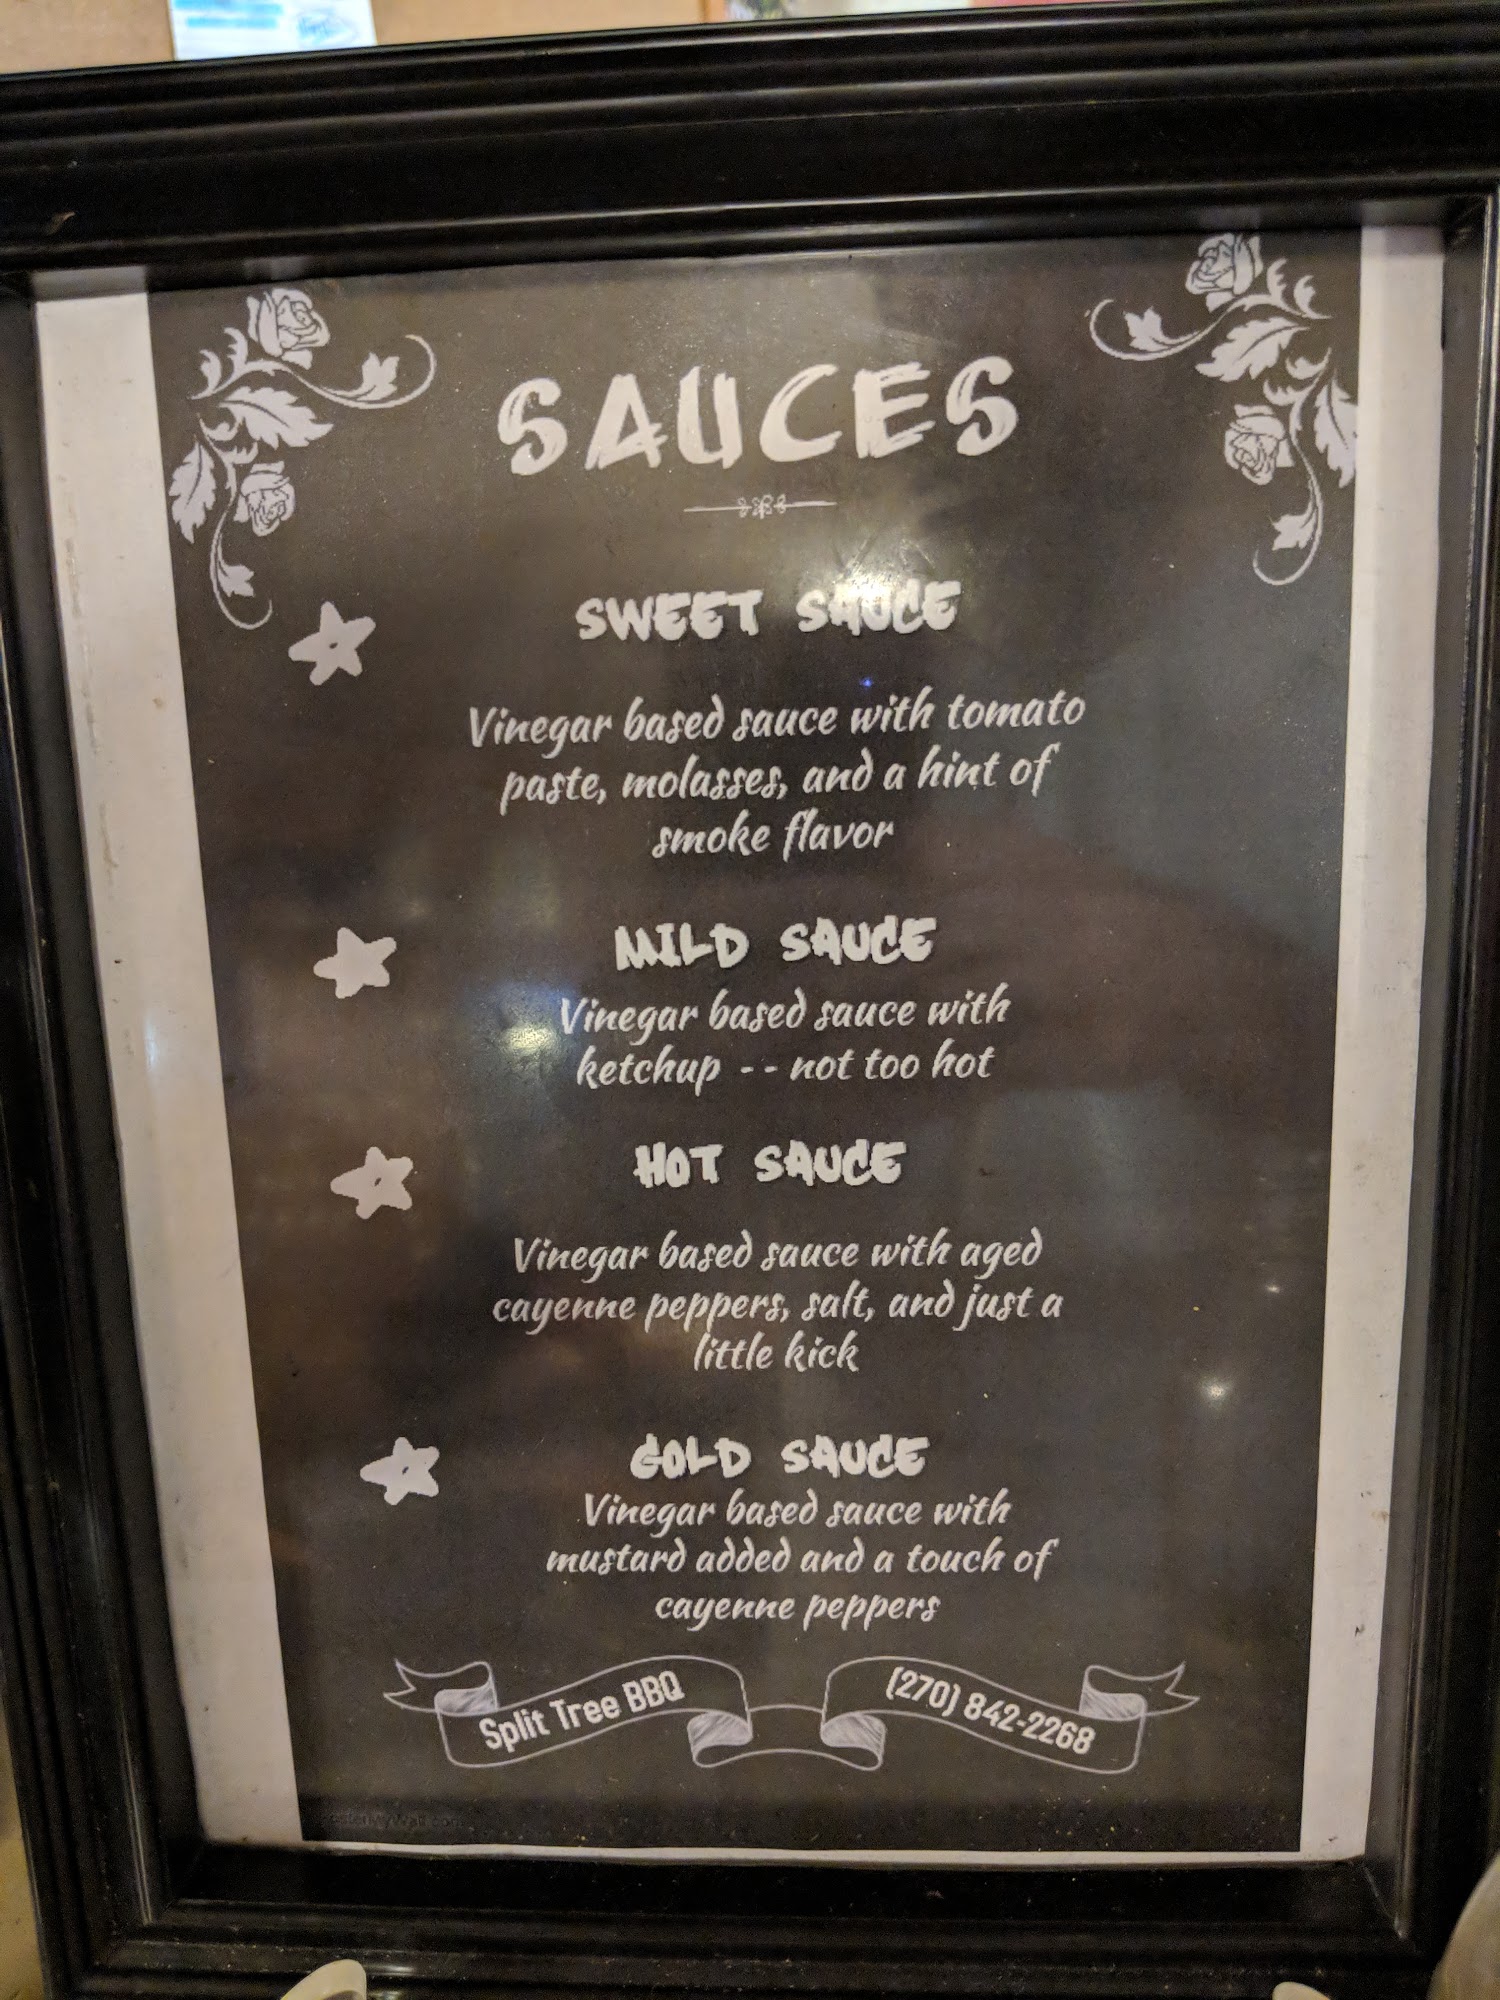 SAUCES
SWEET SAUCE
Vinegar based sauce with tomato
paste, molasses, and a hint of
smoke flavor
MILD SAUCE
Vinegar based sauce with
ketchup -- not too hot
HOT SAUCE
Vinegar based sauce with aged
cayenne peppers, salt, and just a
little kick
GOLD SAUCE
Vinegar based sauce with
mustard added and a touch of
cayenne peppers
Split Tree BBQ
(270) 842-2268